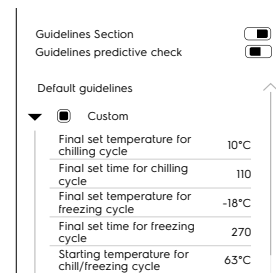 Guidelines Section
Guidelines predictive check
Default guidelines
Custom
Final set temperature for
chilling cycle
10°C
Final set time for chilling
cycle
110
Final set temperature for
freezing cycle
-18°C
Final set time for freezing
cycle
270
Starting temperature for
chill/freezing cycle
63°C